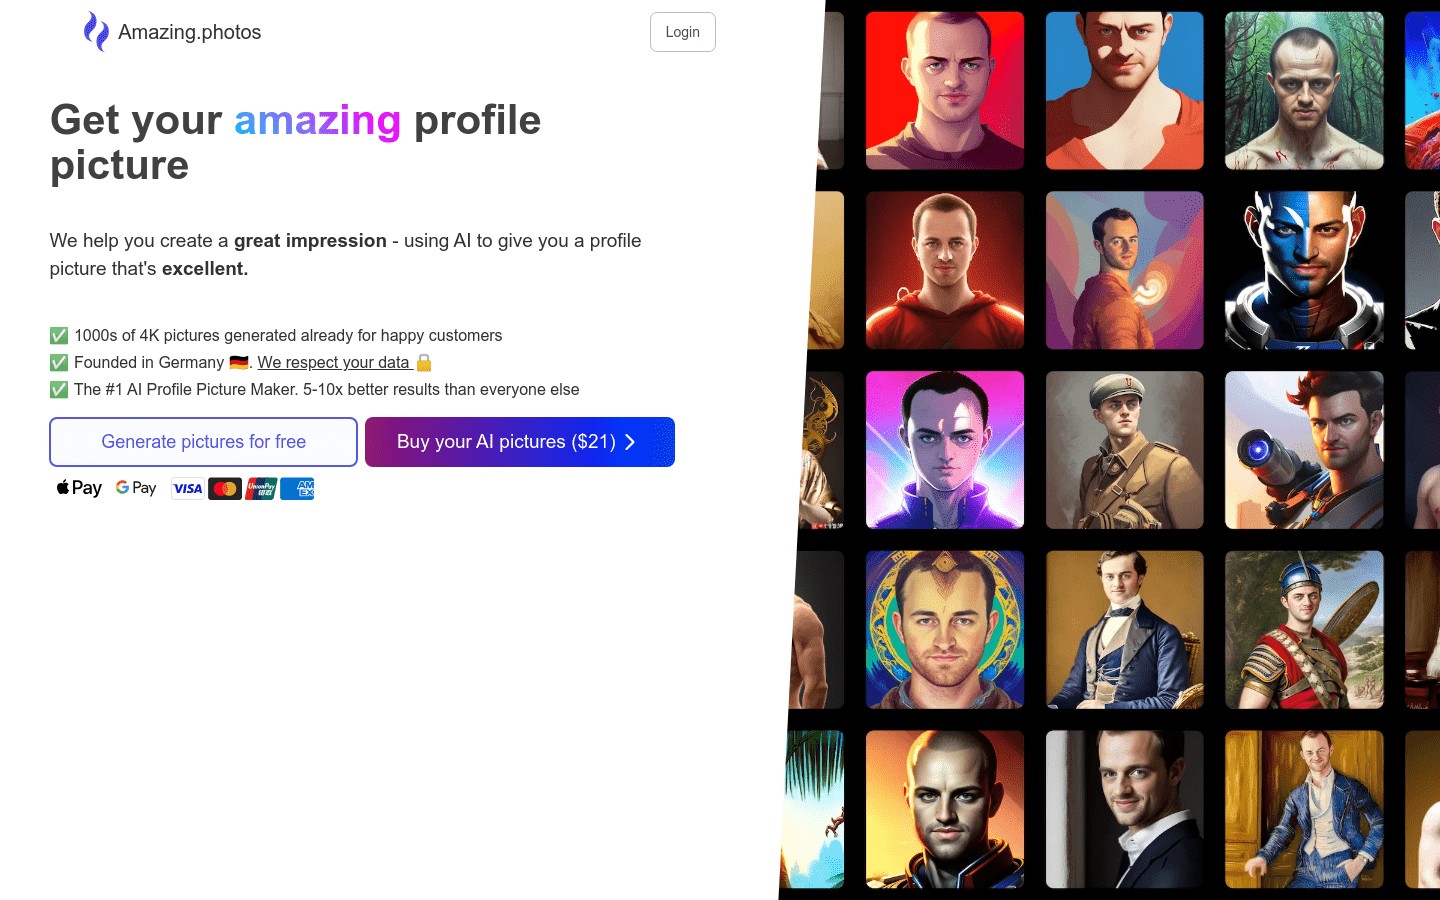 Amazing.photos
Login
Get your amazing profile
picture
We help you create a great impression - using AI to give you a profile
picture that's excellent.
✅ 1000s of 4K pictures generated already for happy customers
✅ Founded in Germany 🇩🇪. We respect your data 🔒
✅ The #1 AI Profile Picture Maker. 5-10x better results than everyone else
Generate pictures for free
Buy your AI pictures ($21)
Pay G Pay VISA UnionPay 银联 AMEX